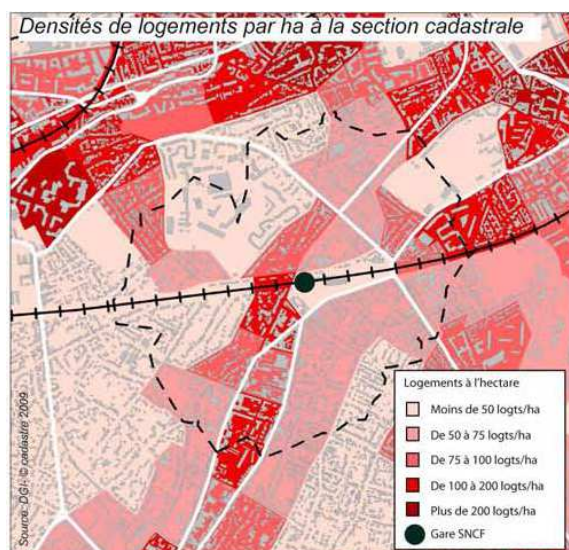 Densités de logements par ha à la section cadastrale
Logements à l'hectare
Moins de 50 logts/ha
De 50 à 75 logts/ha
De 75 à 100 logts/ha
De 100 à 200 logts/ha
Plus de 200 logts/ha
Gare SNCF
Source: DGI- © cadastre 2009